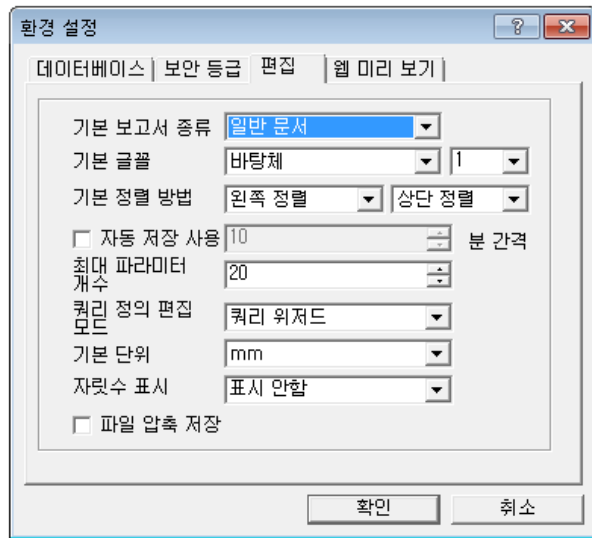 환경 설정
데이터베이스 보안 등급 편집 웹 미리 보기
기본 보고서 종류 일반 문서
기본 글꼴 바탕체 1
기본 정렬 방법 왼쪽 정렬 상단 정렬
자동 저장 사용 10 분 간격
최대 파라미터
개수 20
쿼리 정의 편집
모드 쿼리 위저드
기본 단위 mm
자릿수 표시 표시 안함
파일 압축 저장
확인 취소